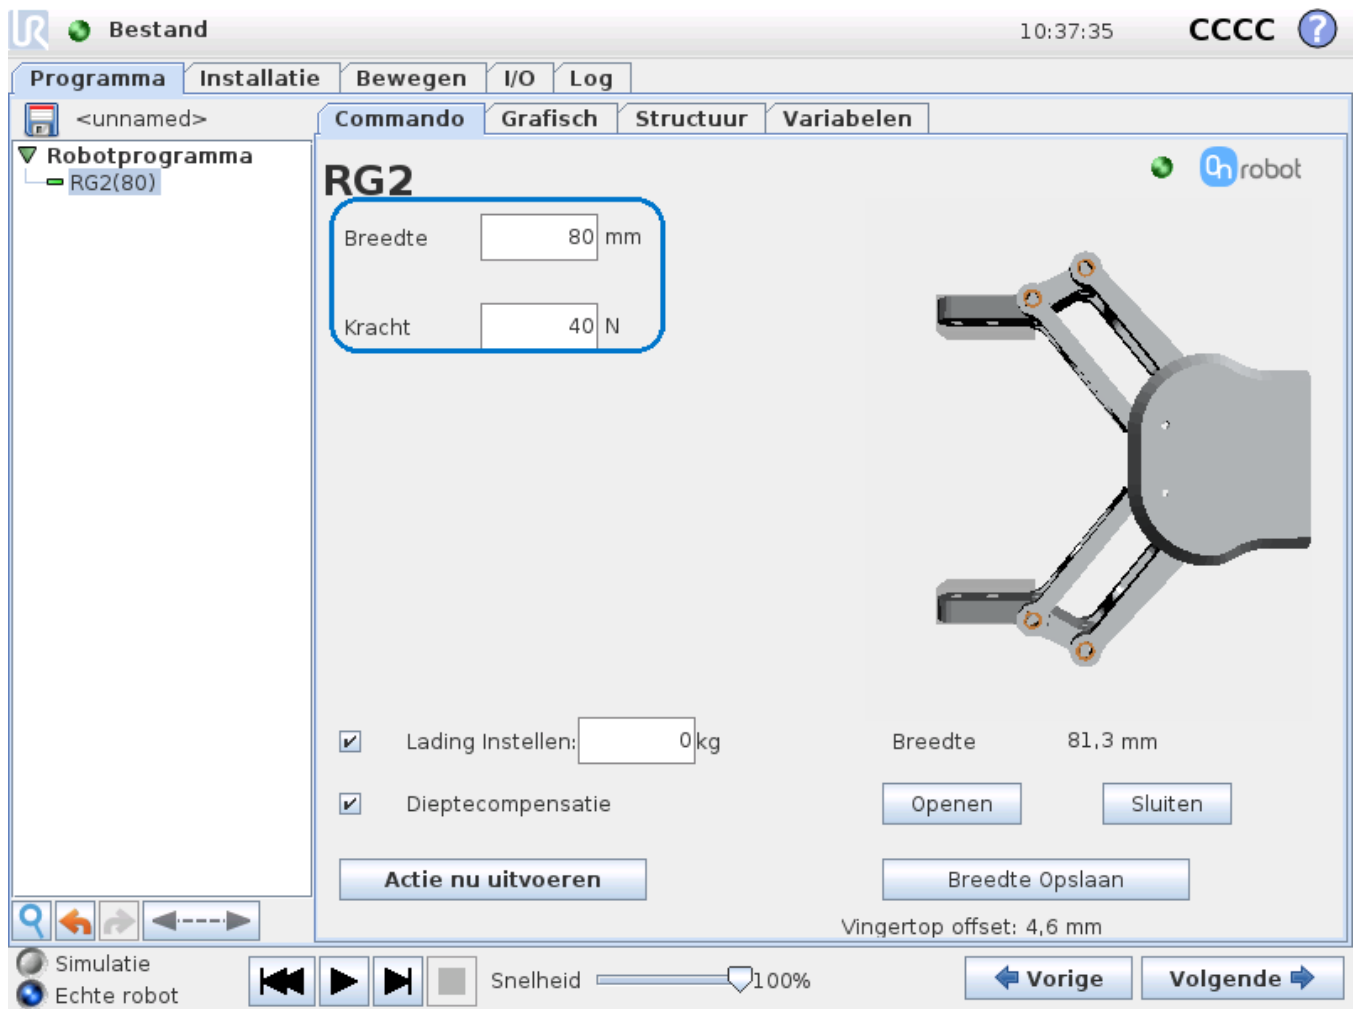 UR Bestand 10:37:35 CCCC ?
Programma Installatie Bewegen I/O Log
<unnamed> Commando Grafisch Structuur Variabelen
Robotprogramma
RG2(80)
RG2
On robot
Breedte 80 mm
Kracht 40 N
Lading Instellen: 0 kg Breedte 81,3 mm
Dieptecompensatie Openen Sluiten
Actie nu uitvoeren Breedte Opslaan
Vingertop offset: 4,6 mm
Simulatie
Echte robot
Snelheid 100% Vorige Volgende